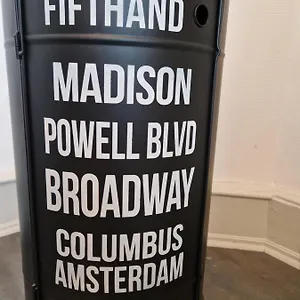 FIFTHAND
MADISON
POWELL BLVD
BROADWAY
COLUMBUS
AMSTERDAM